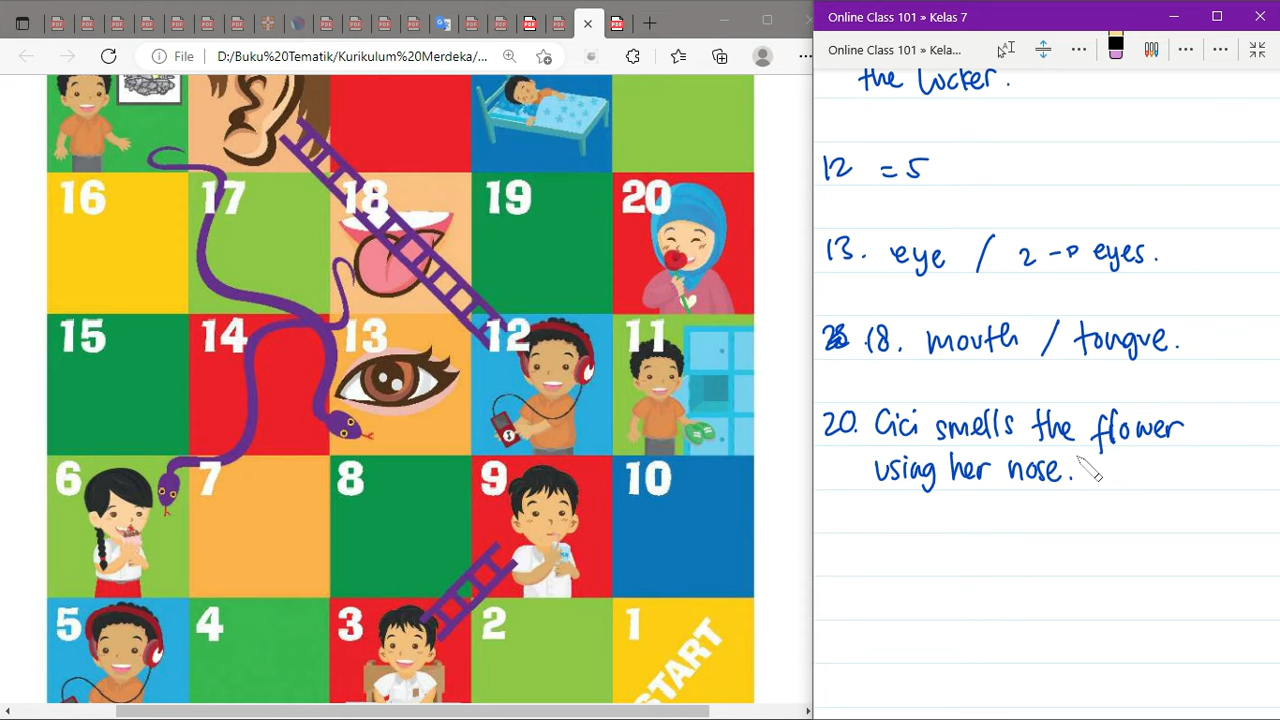 File
D:/Buku%20Tematik/Kurikulum%20Merdeka/...
16
17
18
19
20
15
14
13
12
11
6
7
8
9
10
5
4
3
2
1
START
Online Class 101 » Kelas 7
Online Class 101 » Kela...
the locker.
12 = 5
13. eye / 2 → eyes.
18. mouth / tongue.
20. Cici smells the flower
using her nose.